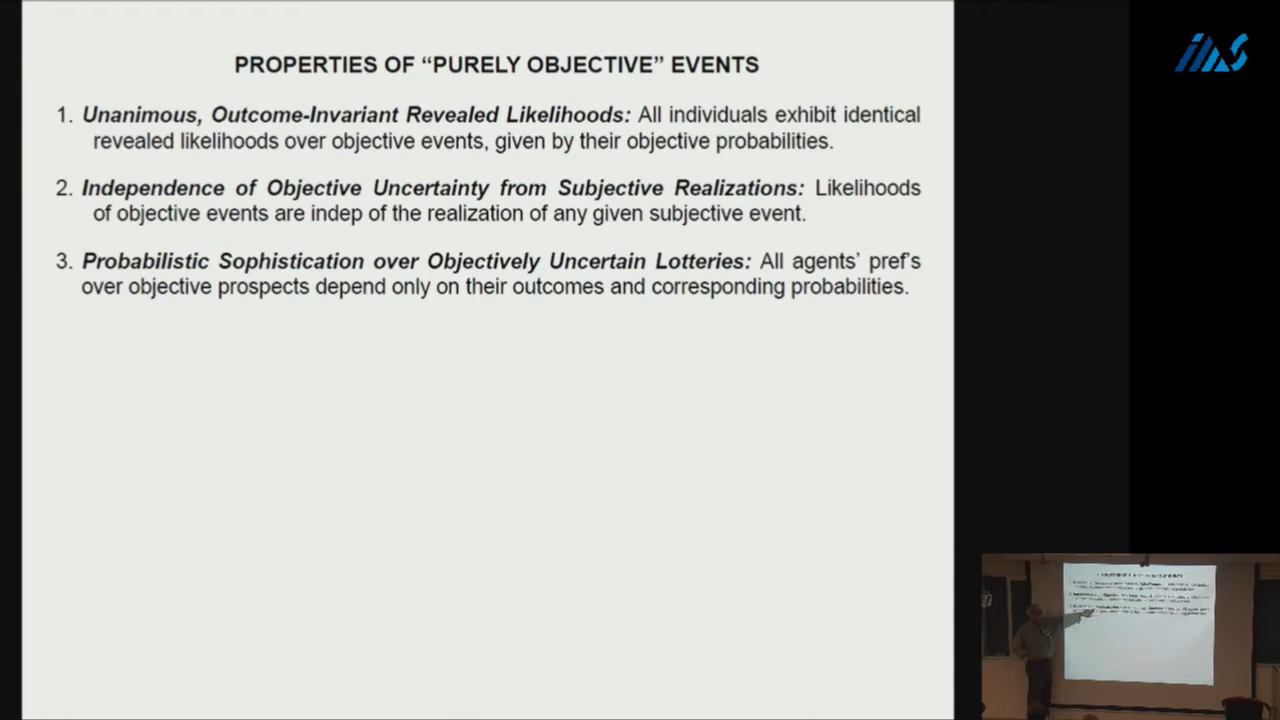 PROPERTIES OF “PURELY OBJECTIVE” EVENTS
1. Unanimous, Outcome-Invariant Revealed Likelihoods: All individuals exhibit identical
revealed likelihoods over objective events, given by their objective probabilities.
2. Independence of Objective Uncertainty from Subjective Realizations: Likelihoods
of objective events are indep of the realization of any given subjective event.
3. Probabilistic Sophistication over Objectively Uncertain Lotteries: All agents’ pref’s
over objective prospects depend only on their outcomes and corresponding probabilities.